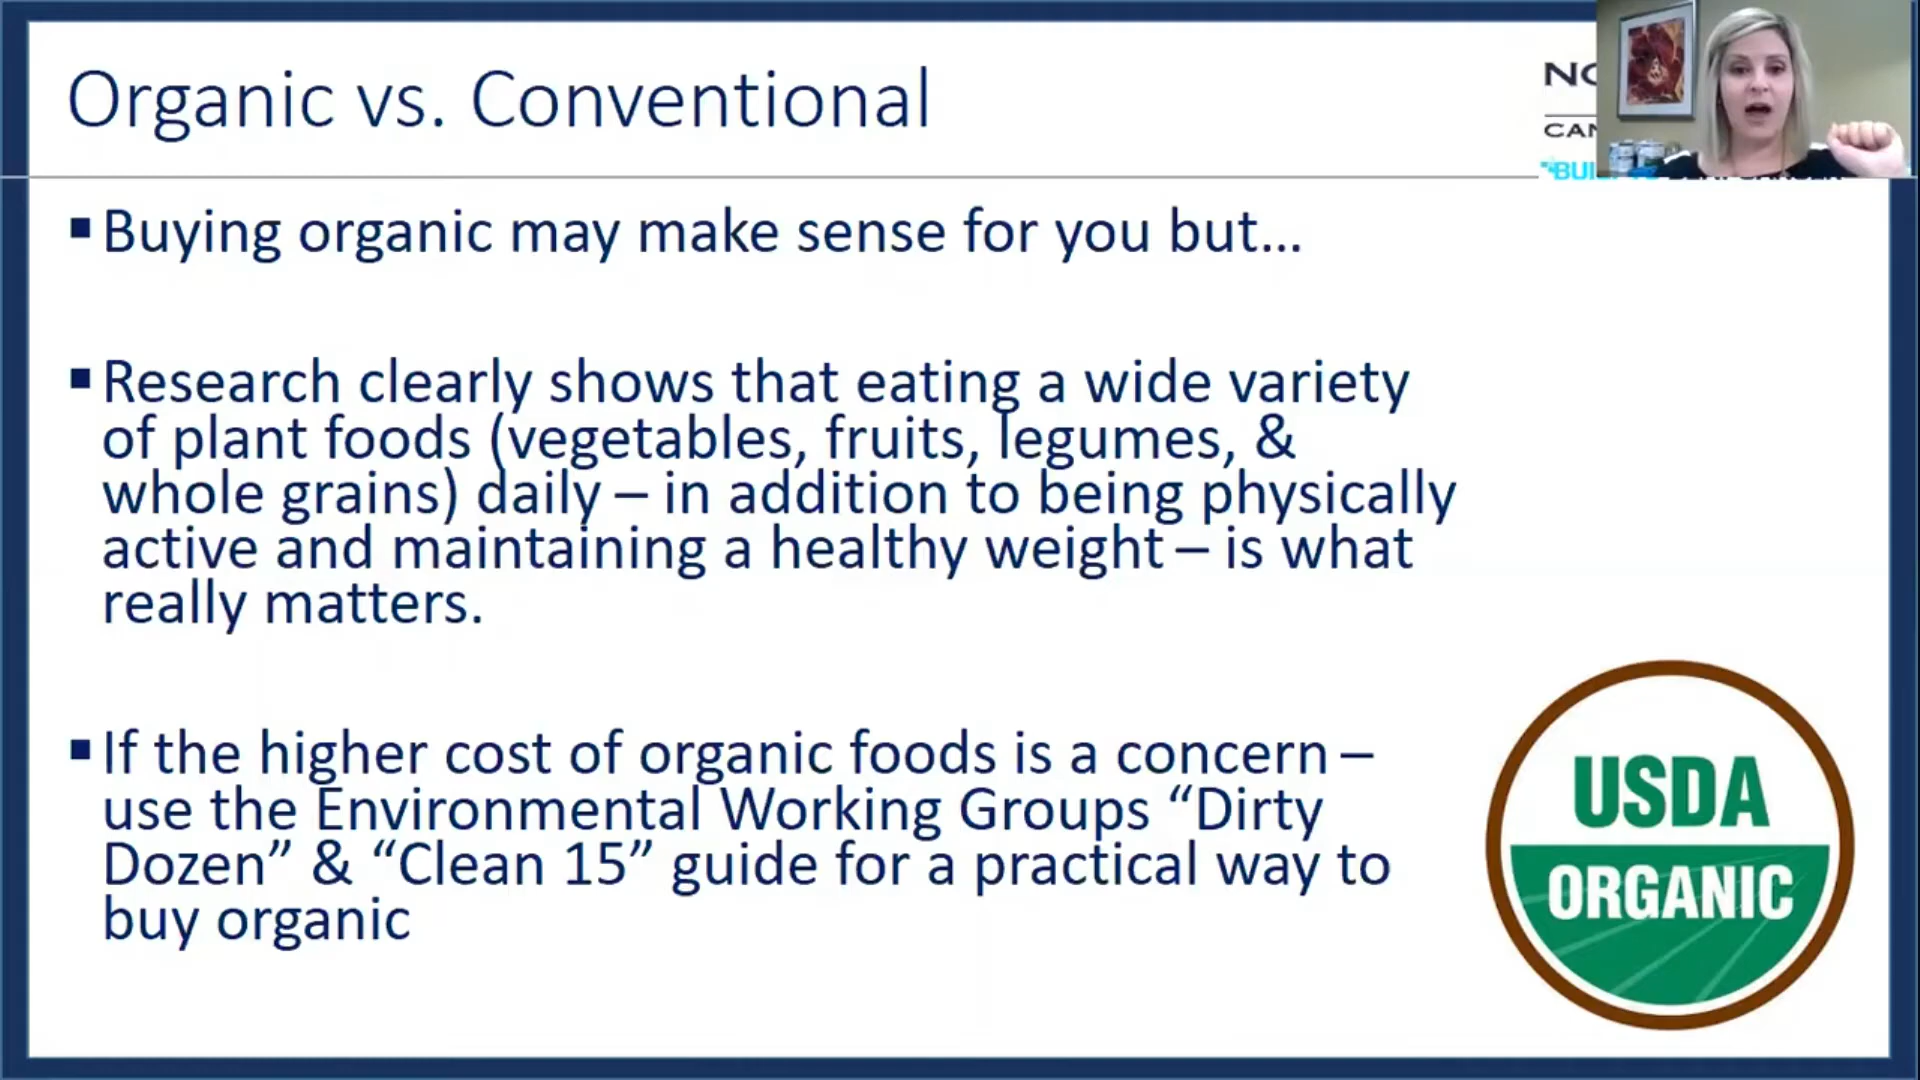 Organic vs. Conventional
▪Buying organic may make sense for you but...
▪Research clearly shows that eating a wide variety
of plant foods (vegetables, fruits, legumes, &
whole grains) daily – in addition to being physically
active and maintaining a healthy weight – is what
really matters.
▪If the higher cost of organic foods is a concern –
use the Environmental Working Groups “Dirty
Dozen” & “Clean 15” guide for a practical way to
buy organic
USDA
ORGANIC